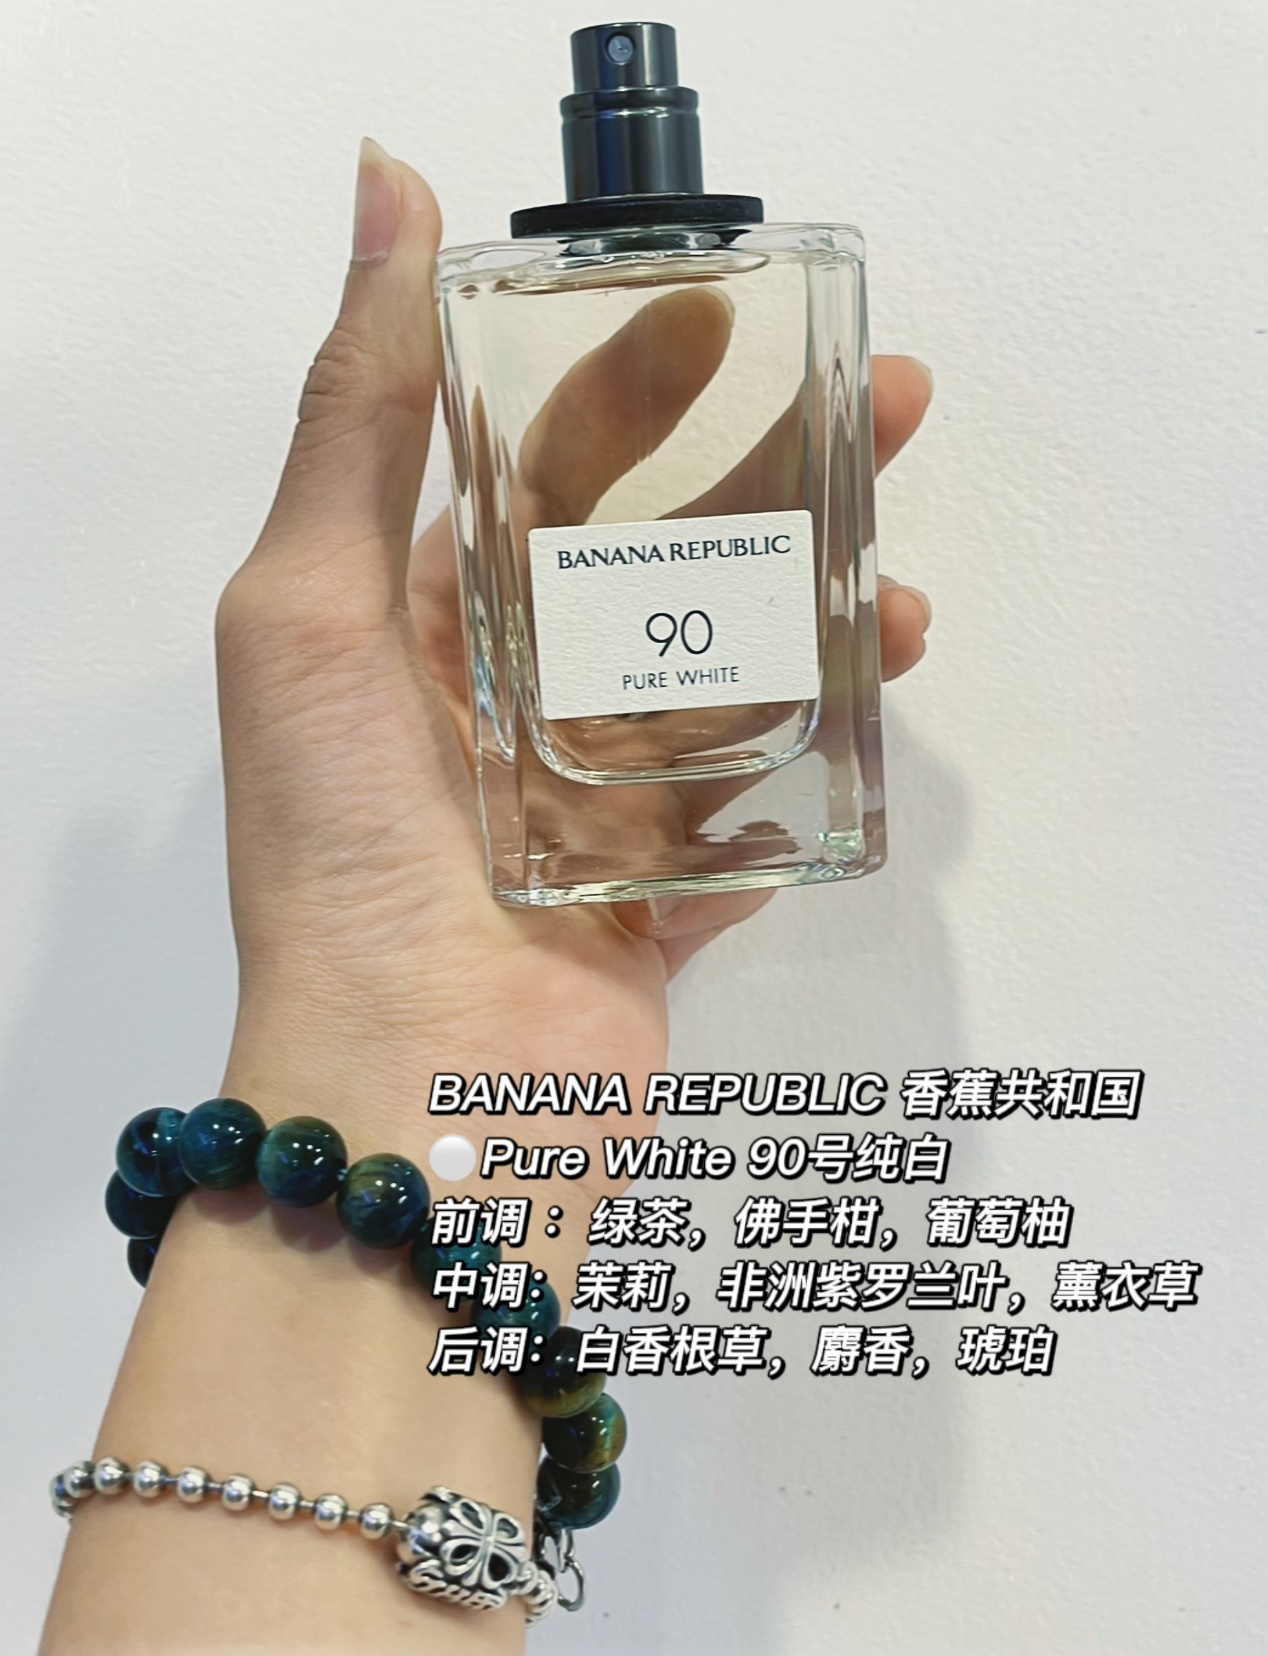 BANANA REPUBLIC
90
PURE WHITE
BANANA REPUBLIC 香蕉共和国
Pure White 90号纯白
前调：绿茶，佛手柑，葡萄柚
中调：茉莉，非洲紫罗兰叶，薰衣草
后调：白香根草，麝香，琥珀